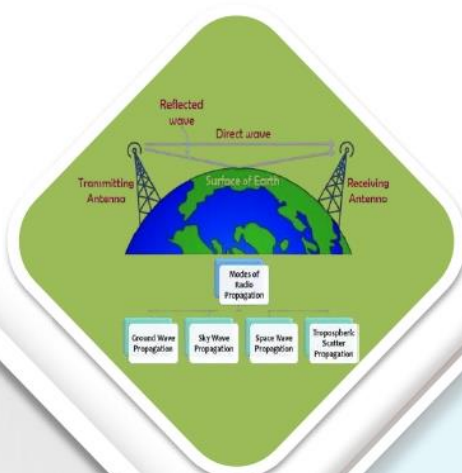 Reflected
wave
Direct wave
Transmitting
Antenna
Surface of Earth
Receiving
Antenna
Modes of
Radio
Propagation
Ground Wave
Propagation
Sky Wave
Propagation
Space Wave
Propagation
Tropospheric
Scatter
Propagation